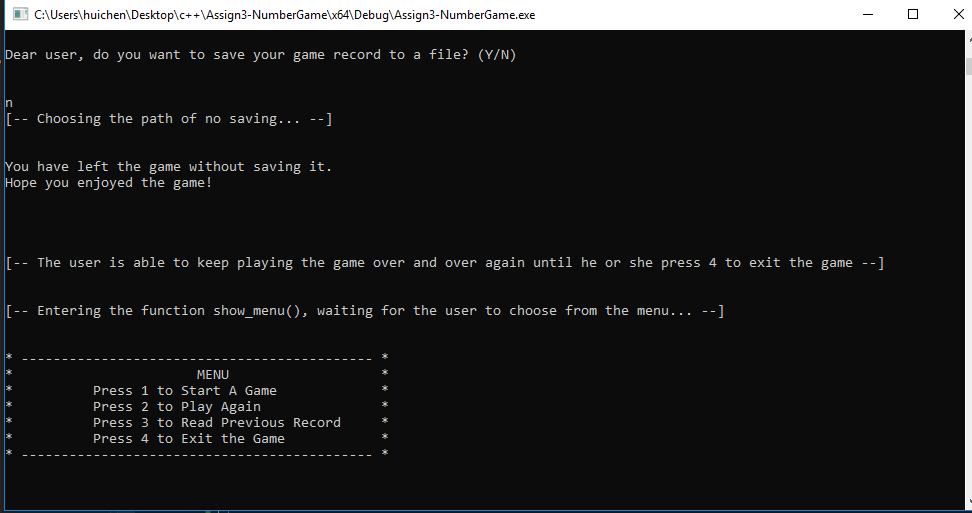 C:\Users\huichen\Desktop\c++\Assign3-NumberGame\x64\Debug\Assign3-NumberGame.exe
Dear user, do you want to save your game record to a file? (Y/N)
n
[-- Choosing the path of no saving... --]
You have left the game without saving it.
Hope you enjoyed the game!
[-- The user is able to keep playing the game over and over again until he or she press 4 to exit the game --]
[-- Entering the function show_menu(), waiting for the user to choose from the menu... --]
* -------------------------------------------- *
* MENU *
* Press 1 to Start A Game *
* Press 2 to Play Again *
* Press 3 to Read Previous Record *
* Press 4 to Exit the Game *
* -------------------------------------------- *